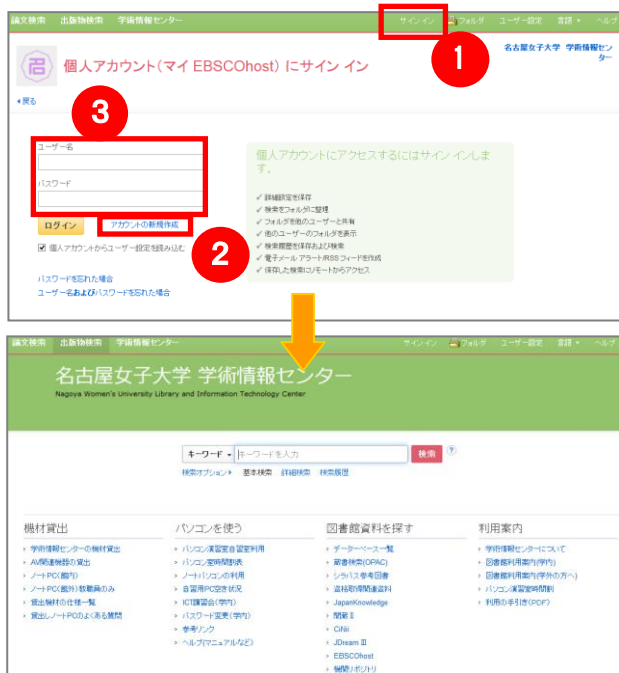 論文検索 出版物検索 学術情報センター サインイン フォルダ ユーザー設定 言語 ヘルプ
1
名古屋女子大学 学術情報センター
個人アカウント(マイ EBSCOhost) にサイン イン
戻る
3
ユーザー名
パスワード
ログイン アカウントの新規作成
個人アカウントからユーザー設定を読み込む
2
パスワードを忘れた場合
ユーザー名およびパスワードを忘れた場合
個人アカウントにアクセスするにはサイン インしま
す。
✓ 詳細設定を保存
✓ 検索をフォルダに整理
✓ フォルダを他のユーザーと共有
✓ 他のユーザーのフォルダを表示
✓ 検索履歴を保存および検索
✓ 電子メール アラート/RSS フィードを作成
✓ 保存した検索にリモートからアクセス
論文検索 出版物検索 学術情報センター サインイン フォルダ ユーザー設定 言語 ヘルプ
名古屋女子大学 学術情報センター
Nagoya Women's University Library and Information Technology Center
キーワード キーワードを入力 検索 ?
検索オプション 基本検索 詳細検索 検索履歴
機材貸出
学術情報センターの機材貸出
AV関連機器の貸出
ノートPC(館内)
ノートPC(館外)教職員のみ
貸出機材の仕様一覧
貸出しノートPCのよくある質問
パソコンを使う
パソコン演習室自習室利用
パソコン室時間割表
ノートパソコンの利用
自習用PC空き状況
ICT講習会(学内)
パスワード変更(学内)
参考リンク
ヘルプ(マニュアルなど)
図書館資料を探す
データーベース一覧
蔵書検索(OPAC)
シラバス参考図書
資格取得関連資料
JapanKnowledge
聞蔵Ⅱ
CiNii
JDream Ⅲ
EBSCOhost
機関リポジトリ
利用案内
学術情報センターについて
図書館利用案内(学内)
図書館利用案内(学外の方へ)
パソコン演習室時間割
利用の手引き(PDF)